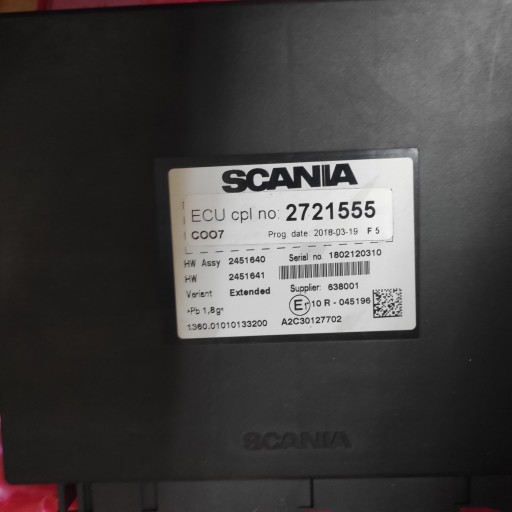 SCANIA
ECU cpl no: 2721555
COO7 Prog. date: 2018-03-19 F 5
HW Assy 2451640 Serial no 1802120310
HW 2451641
Variant Extended Supplier: 638001
>Pb 1,8g< E 10 R - 045196
1360.01010133200 A2C30127702
SCANIA